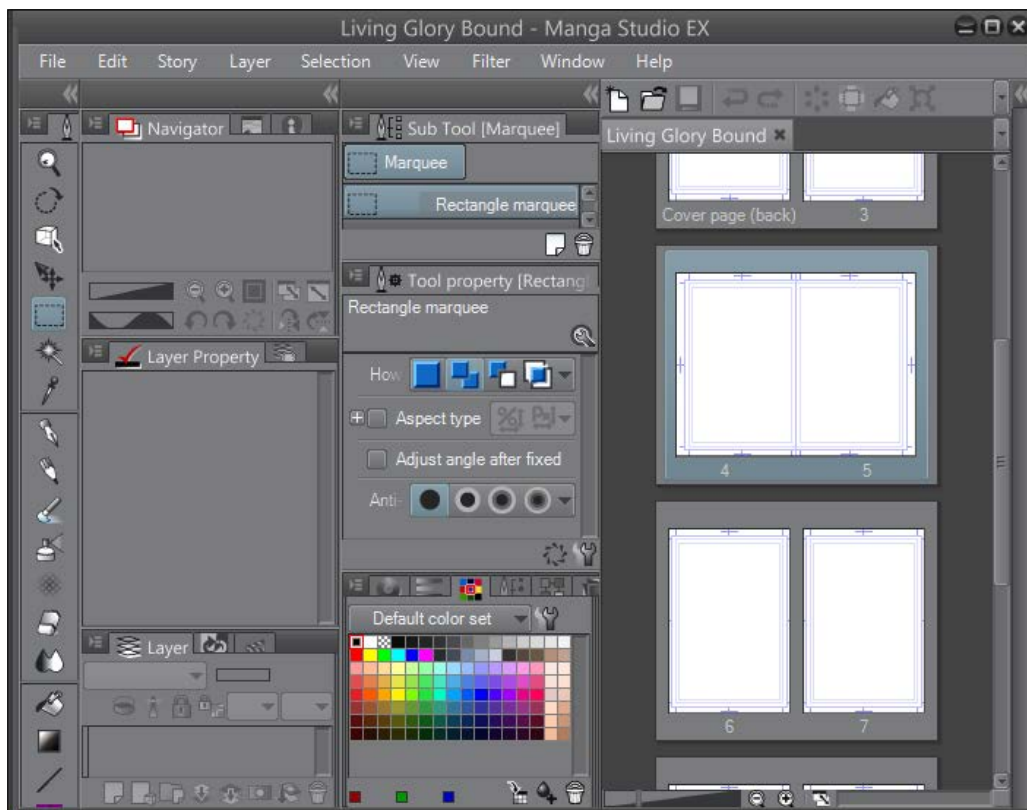 Living Glory Bound - Manga Studio EX
File Edit Story Layer Selection View Filter Window Help
Navigator
Sub Tool [Marquee]
Living Glory Bound
Marquee
Rectangle marquee
Cover page (back) 3
Tool property [Rectang
Rectangle marquee
Layer Property
How
Aspect type
Adjust angle after fixed
Anti-
4 5
Default color set
Layer
6 7